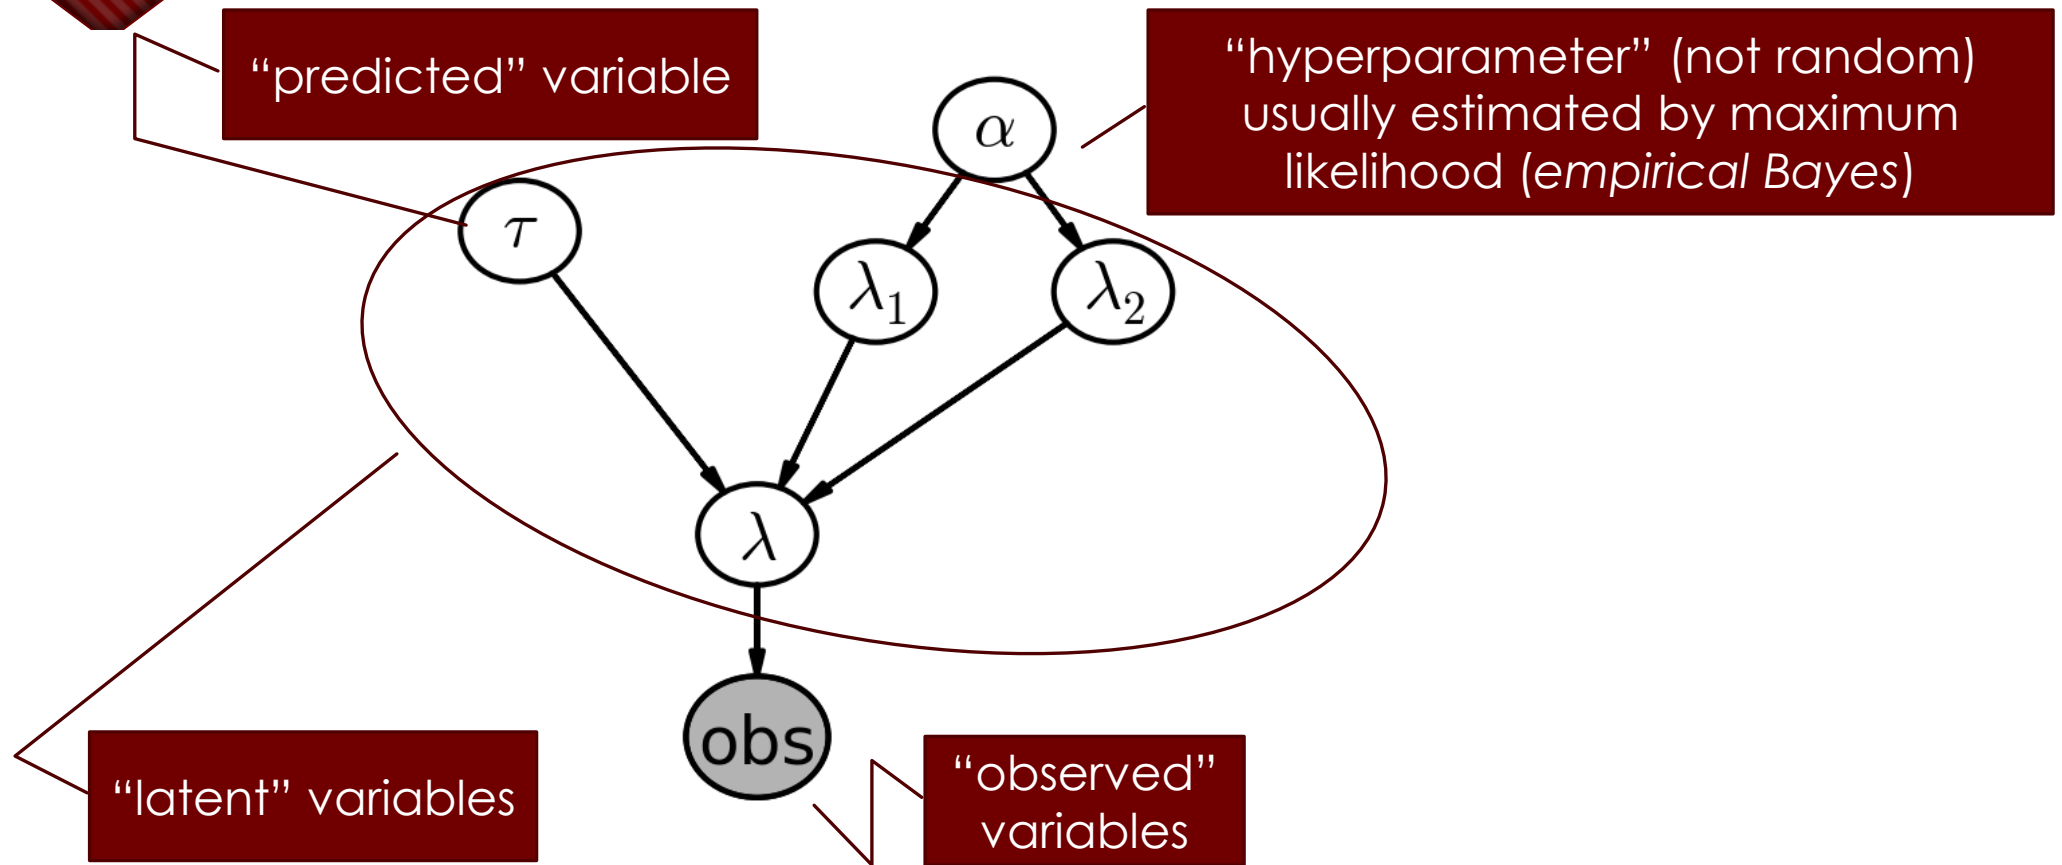 “predicted” variable
“hyperparameter” (not random)
usually estimated by maximum
likelihood (empirical Bayes)
α
τ
λ₁
λ₂
λ
obs
“latent” variables
“observed”
variables